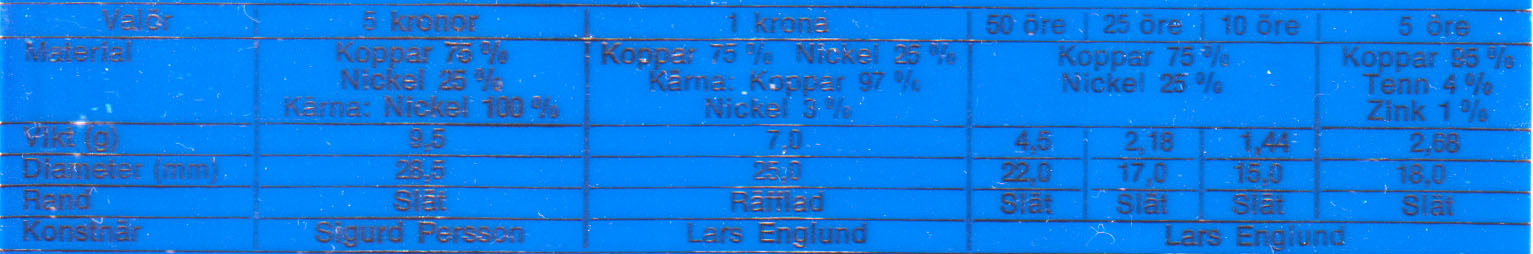 Valör 5 kronor 1 krona 50 öre 25 öre 10 öre 5 öre
Material Koppar 75 % Koppar 75 % Nickel 25 % Koppar 75 % Koppar 95 %
Nickel 25 % Kärna: Koppar 97 % Nickel 25 % Tenn 4 %
Kärna: Nickel 100 % Nickel 3 % Zink 1 %
Vikt (g) 9,5 7,0 4,5 2,18 1,44 2,68
Diameter (mm) 28,5 25,0 22,0 17,0 15,0 18,0
Rand Slät Räfflad Slät Slät Slät Slät
Konstnär Sigurd Persson Lars Englund Lars Englund